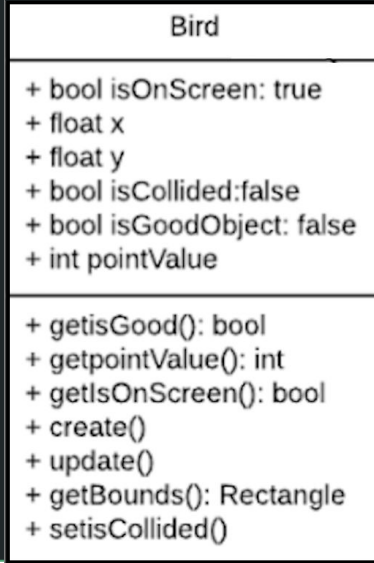 Bird
+ bool isOnScreen: true
+ float x
+ float y
+ bool isCollided:false
+ bool isGoodObject: false
+ int pointValue
+ getisGood(): bool
+ getpointValue(): int
+ getIsOnScreen(): bool
+ create()
+ update()
+ getBounds(): Rectangle
+ setisCollided()